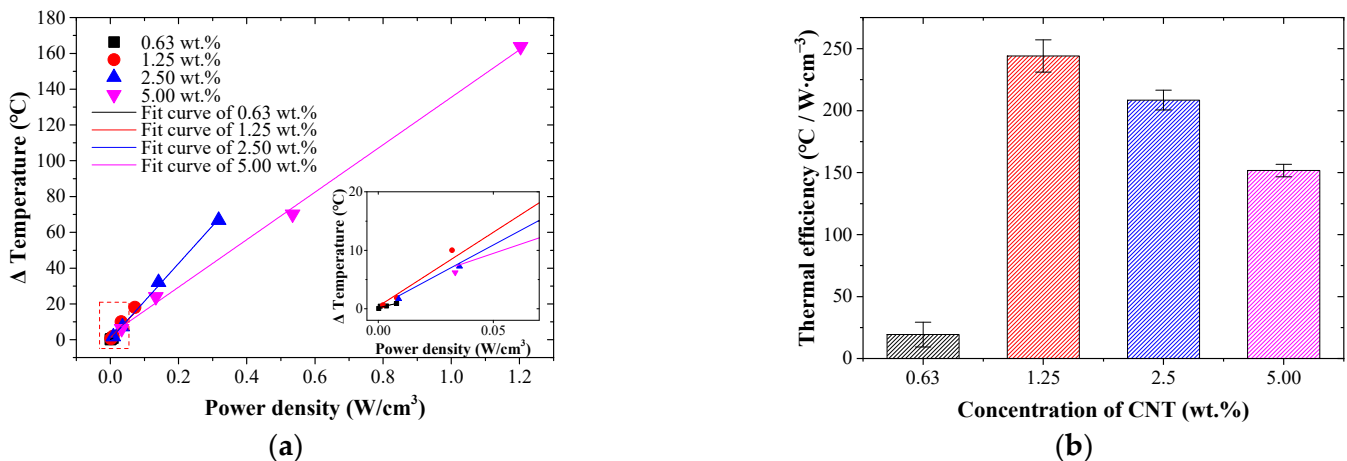 180
160
140
120
100
80
60
40
20
0
Δ Temperature (℃)
0.63 wt.%
1.25 wt.%
2.50 wt.%
5.00 wt.%
Fit curve of 0.63 wt.%
Fit curve of 1.25 wt.%
Fit curve of 2.50 wt.%
Fit curve of 5.00 wt.%
20
10
0
Δ Temperature (℃)
0.00 0.05
Power density (W/cm³)
0.0 0.2 0.4 0.6 0.8 1.0 1.2
Power density (W/cm³)
(a)
250
200
150
100
50
0
Thermal efficiency (℃ / W·cm⁻³)
0.63 1.25 2.5 5.00
Concentration of CNT (wt.%)
(b)